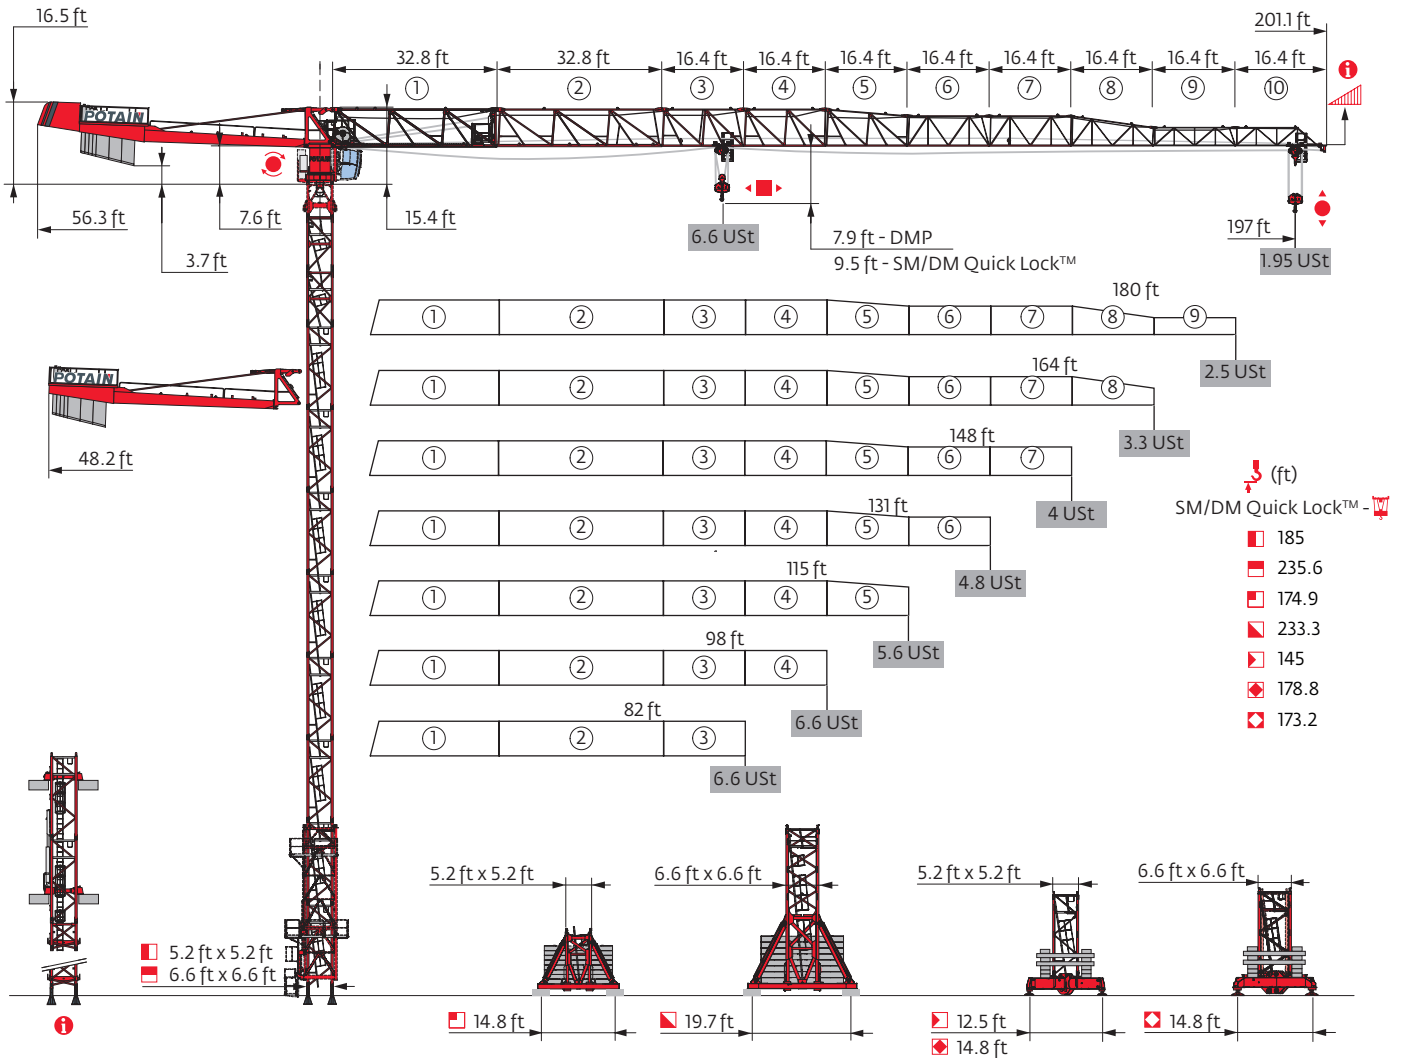 16.5 ft
201.1 ft
32.8 ft 32.8 ft 16.4 ft 16.4 ft 16.4 ft 16.4 ft 16.4 ft 16.4 ft 16.4 ft 16.4 ft
1 2 3 4 5 6 7 8 9 10
i
POTAIN
56.3 ft
7.6 ft
15.4 ft
3.7 ft
6.6 USt
7.9 ft - DMP
9.5 ft - SM/DM Quick Lock™
197 ft
1.95 USt
180 ft
1 2 3 4 5 6 7 8 9
2.5 USt
164 ft
1 2 3 4 5 6 7 8
3.3 USt
POTAIN
48.2 ft
148 ft
1 2 3 4 5 6 7
4 USt
131 ft
1 2 3 4 5 6
4.8 USt
115 ft
1 2 3 4 5
5.6 USt
98 ft
1 2 3 4
6.6 USt
82 ft
1 2 3
6.6 USt
(ft)
SM/DM Quick Lock™ -
185
235.6
174.9
233.3
145
178.8
173.2
5.2 ft x 5.2 ft
6.6 ft x 6.6 ft
i
5.2 ft x 5.2 ft
14.8 ft
6.6 ft x 6.6 ft
19.7 ft
5.2 ft x 5.2 ft
12.5 ft
14.8 ft
6.6 ft x 6.6 ft
14.8 ft